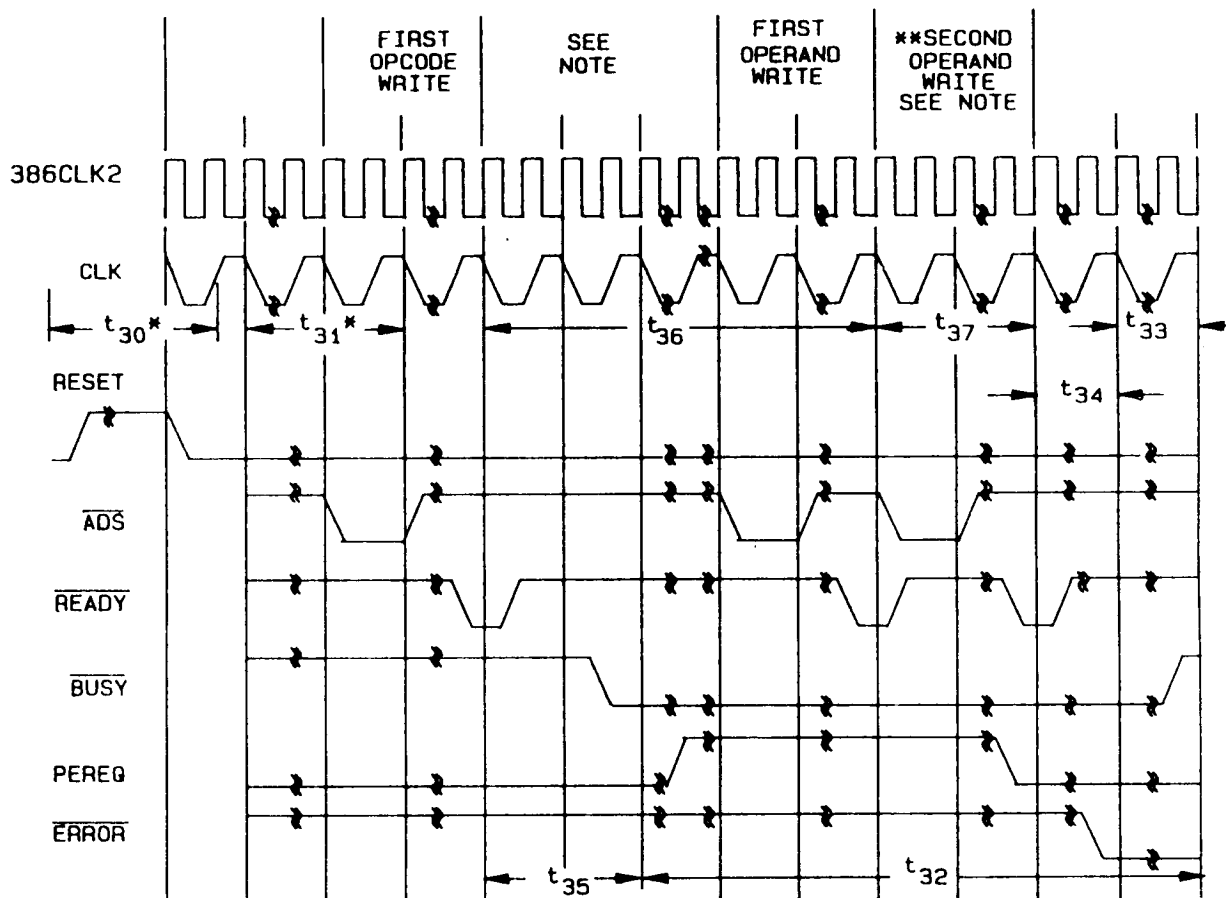 FIRST
OPCODE
WRITE
SEE
NOTE
FIRST
OPERAND
WRITE
**SECOND
OPERAND
WRITE
SEE NOTE
386CLK2
CLK
t30*
t31*
t36
t37
t33
RESET
t34
ADS
READY
BUSY
PEREQ
ERROR
t35
t32